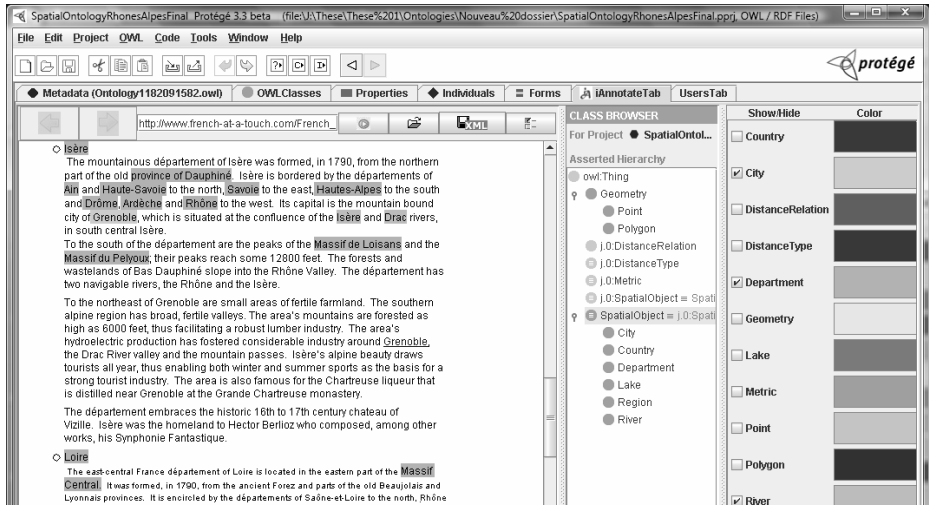 SpatialOntologyRhonesAlpesFinal Protégé 3.3 beta (file:\U:\These\These%201\Ontologies\Nouveau%20dossier\SpatialOntologyRhonesAlpesFinal.pprj, OWL / RDF Files)
File Edit Project OWL Code Tools Window Help
protégé
Metadata (Ontology1182091582.owl) OWLClasses Properties Individuals Forms iAnnotateTab UsersTab
http://www.french-at-a-touch.com/French_
XML
Isère
The mountainous département of Isère was formed, in 1790, from the northern
part of the old province of Dauphiné. Isère is bordered by the départements of
Ain and Haute-Savoie to the north, Savoie to the east, Hautes-Alpes to the south
and Drôme, Ardèche and Rhône to the west. Its capital is the mountain bound
city of Grenoble, which is situated at the confluence of the Isère and Drac rivers,
in south central Isère.
To the south of the département are the peaks of the Massif de Loisans and the
Massif du Pelyoux; their peaks reach some 12800 feet. The forests and
wastelands of Bas Dauphiné slope into the Rhône Valley. The département has
two navigable rivers, the Rhône and the Isère.
To the northeast of Grenoble are small areas of fertile farmland. The southern
alpine region has broad, fertile valleys. The area's mountains are forested as
high as 6000 feet, thus facilitating a robust lumber industry. The area's
hydroelectric production has fostered considerable industry around Grenoble,
the Drac River valley and the mountain passes. Isère's alpine beauty draws
tourists all year, thus enabling both winter and summer sports as the basis for a
strong tourist industry. The area is also famous for the Chartreuse liqueur that
is distilled near Grenoble at the Grande Chartreuse monastery.
The département embraces the historic 16th to 17th century chateau of
Vizille. Isère was the homeland to Hector Berlioz who composed, among other
works, his Synphonie Fantastique.
Loire
The east-central France département of Loire is located in the eastern part of the Massif
Central. It was formed, in 1790, from the ancient Forez and parts of the old Beaujolais and
Lyonnais provinces. It is encircled by the départements of Saône-et-Loire to the north, Rhône
CLASS BROWSER
For Project SpatialOntol...
Asserted Hierarchy
owl:Thing
Geometry
Point
Polygon
j.0:DistanceRelation
j.0:DistanceType
j.0:Metric
j.0:SpatialObject = Spati
SpatialObject = j.0:Spati
City
Country
Department
Lake
Region
River
Show/Hide Color
Country
City
DistanceRelation
DistanceType
Department
Geometry
Lake
Metric
Point
Polygon
River